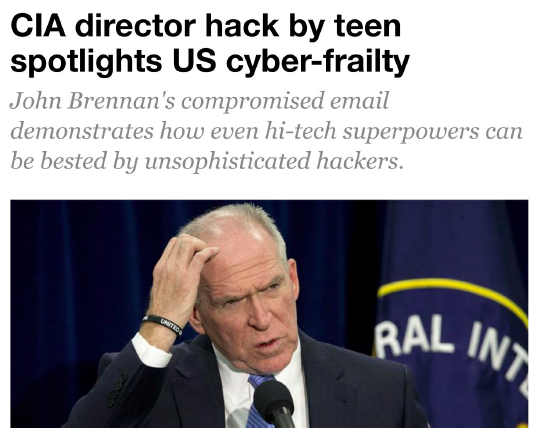 CIA director hack by teen
spotlights US cyber-frailty
John Brennan's compromised email
demonstrates how even hi-tech superpowers can
be bested by unsophisticated hackers.
UNITED
RAL INTE